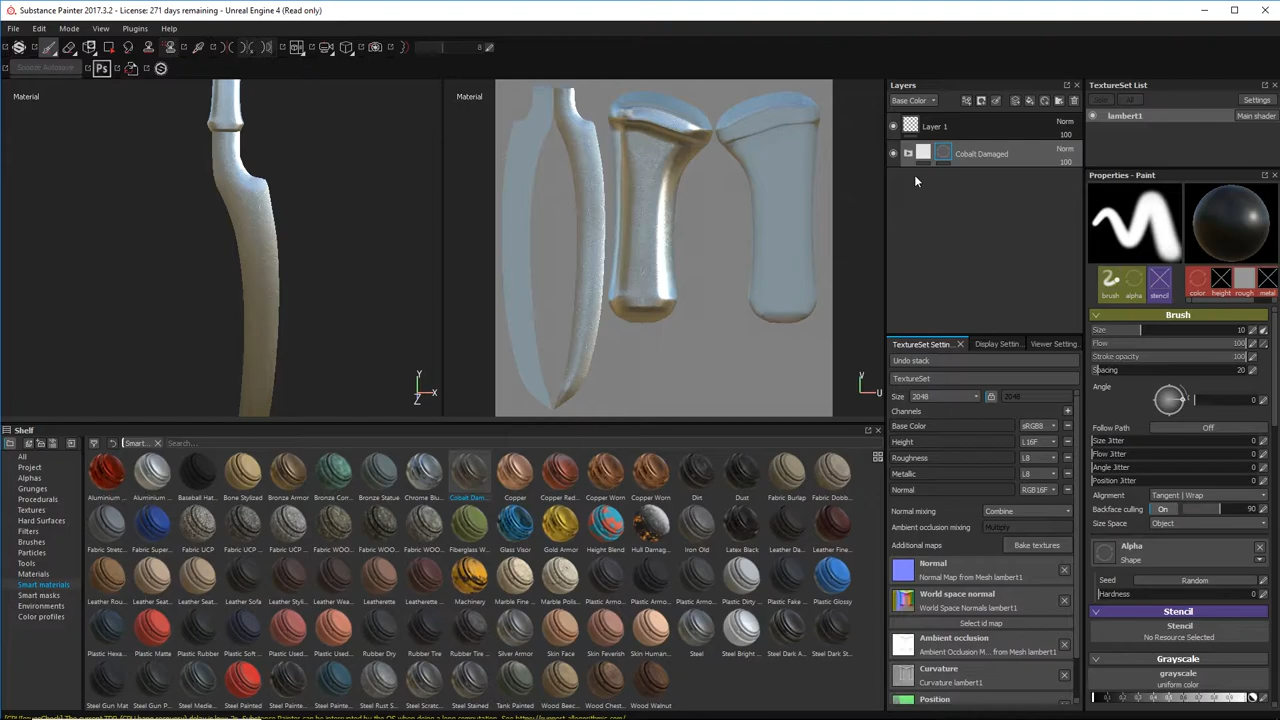 Substance Painter 2017.3.2 - License: 271 days remaining - Unreal Engine 4 (Read only)
File Edit Mode View Plugins Help
8
Ps
Material
Material
Y
X
Z
V
U
Layers
Base Color
Layer 1
Norm
100
Cobalt Damaged
Norm
100
TextureSet List
All
Settings
lambert1
Main shader
Properties - Paint
brush alpha stencil color height rough metal
Brush
Size 10
Flow 100
Stroke opacity 100
Spacing 20
Angle
0
Follow Path Off
Size Jitter 0
Flow Jitter 0
Angle Jitter 0
Position Jitter 0
Alignment Tangent | Wrap
Backface culling On 90
Size Space Object
Alpha
Shape
Seed Random
Hardness 0
Stencil
Stencil
No Resource Selected
Grayscale
grayscale
uniform color
TextureSet Settin... Display Settin... Viewer Setting...
Undo stack
TextureSet
Size 2048 2048
Channels
Base Color sRGB8
Height L16F
Roughness L8
Metallic L8
Normal RGB16F
Normal mixing Combine
Ambient occlusion mixing Multiply
Additional maps Bake textures
Normal
Normal Map from Mesh lambert1
World space normal
World Space Normals lambert1
Select id map
Ambient occlusion
Ambient Occlusion M... from Mesh lambert1
Curvature
Curvature lambert1
Position
Shelf
Smart...
Search...
All
Project
Alphas
Grunges
Procedurals
Textures
Hard Surfaces
Filters
Brushes
Particles
Tools
Materials
Smart materials
Smart masks
Environments
Color profiles
Aluminium ... Aluminium ... Baseball Hat... Bone Stylized Bronze Armor Bronze Corr... Bronze Statue Chrome Blu... Cobalt Dam... Copper Copper Red... Copper Worn Copper Worn Dirt Dust Fabric Burlap Fabric Dobb...
Fabric Stretc... Fabric Super... Fabric UCP Fabric UCP ... Fabric UCP ... Fabric WOO... Fabric WOO... Fabric WOO... Fiberglass W... Glass Visor Gold Armor Height Blend Hull Damag... Iron Old Latex Black Leather Da... Leather Fine...
Leather Rou... Leather Seat... Leather Seat... Leather Sofa Leather Styli... Leather Wea... Leatherette Leatherette ... Machinery Marble Fine ... Marble Polis... Plastic Armo... Plastic Armo... Plastic Dirty ... Plastic Fake ... Plastic Glossy
Plastic Hexa... Plastic Matte Plastic Rubber Plastic Soft ... Plastic Used... Plastic Used... Rubber Dry Rubber Tire Rubber Tire ... Silver Armor Skin Face Skin Feverish Skin Human... Steel Steel Bright ... Steel Dark A... Steel Dark St...
Steel Gun Mat Steel Gun P... Steel Medie... Steel Painted Steel Painte... Steel Painte... Steel Rust... Steel Scratc... Steel Stained Tank Painted Wood Beec... Wood Chest... Wood Walnut